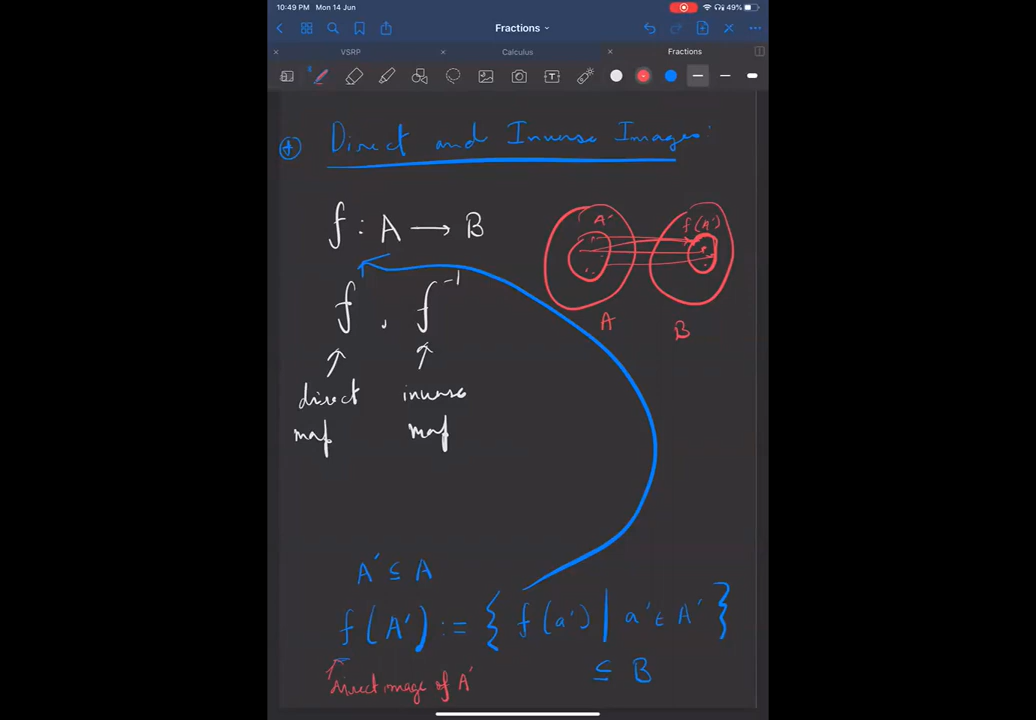 10:49 PM Mon 14 Jun
49%
Fractions
VSRP
Calculus
Fractions
Direct and Inverse Images:
f : A → B
A' f(A')
A B
f , f⁻¹
direct map
inverse map
A' ⊆ A
f(A') := { f(a') | a' ∈ A' }
⊆ B
Direct image of A'